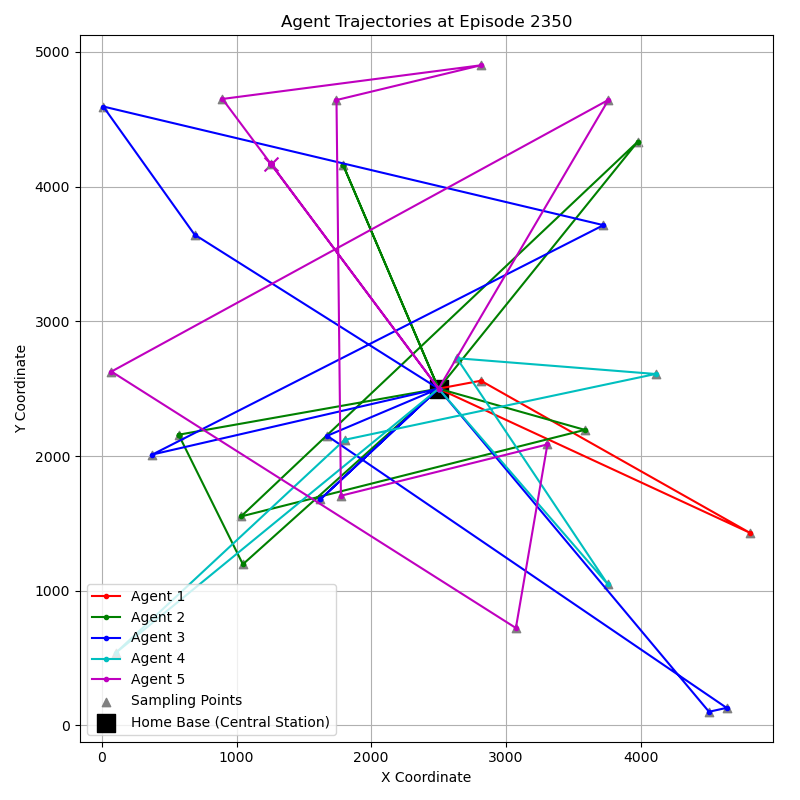 Agent Trajectories at Episode 2350
5000
4000
3000
2000
1000
0
Y Coordinate
0 1000 2000 3000 4000
X Coordinate
Agent 1
Agent 2
Agent 3
Agent 4
Agent 5
Sampling Points
Home Base (Central Station)